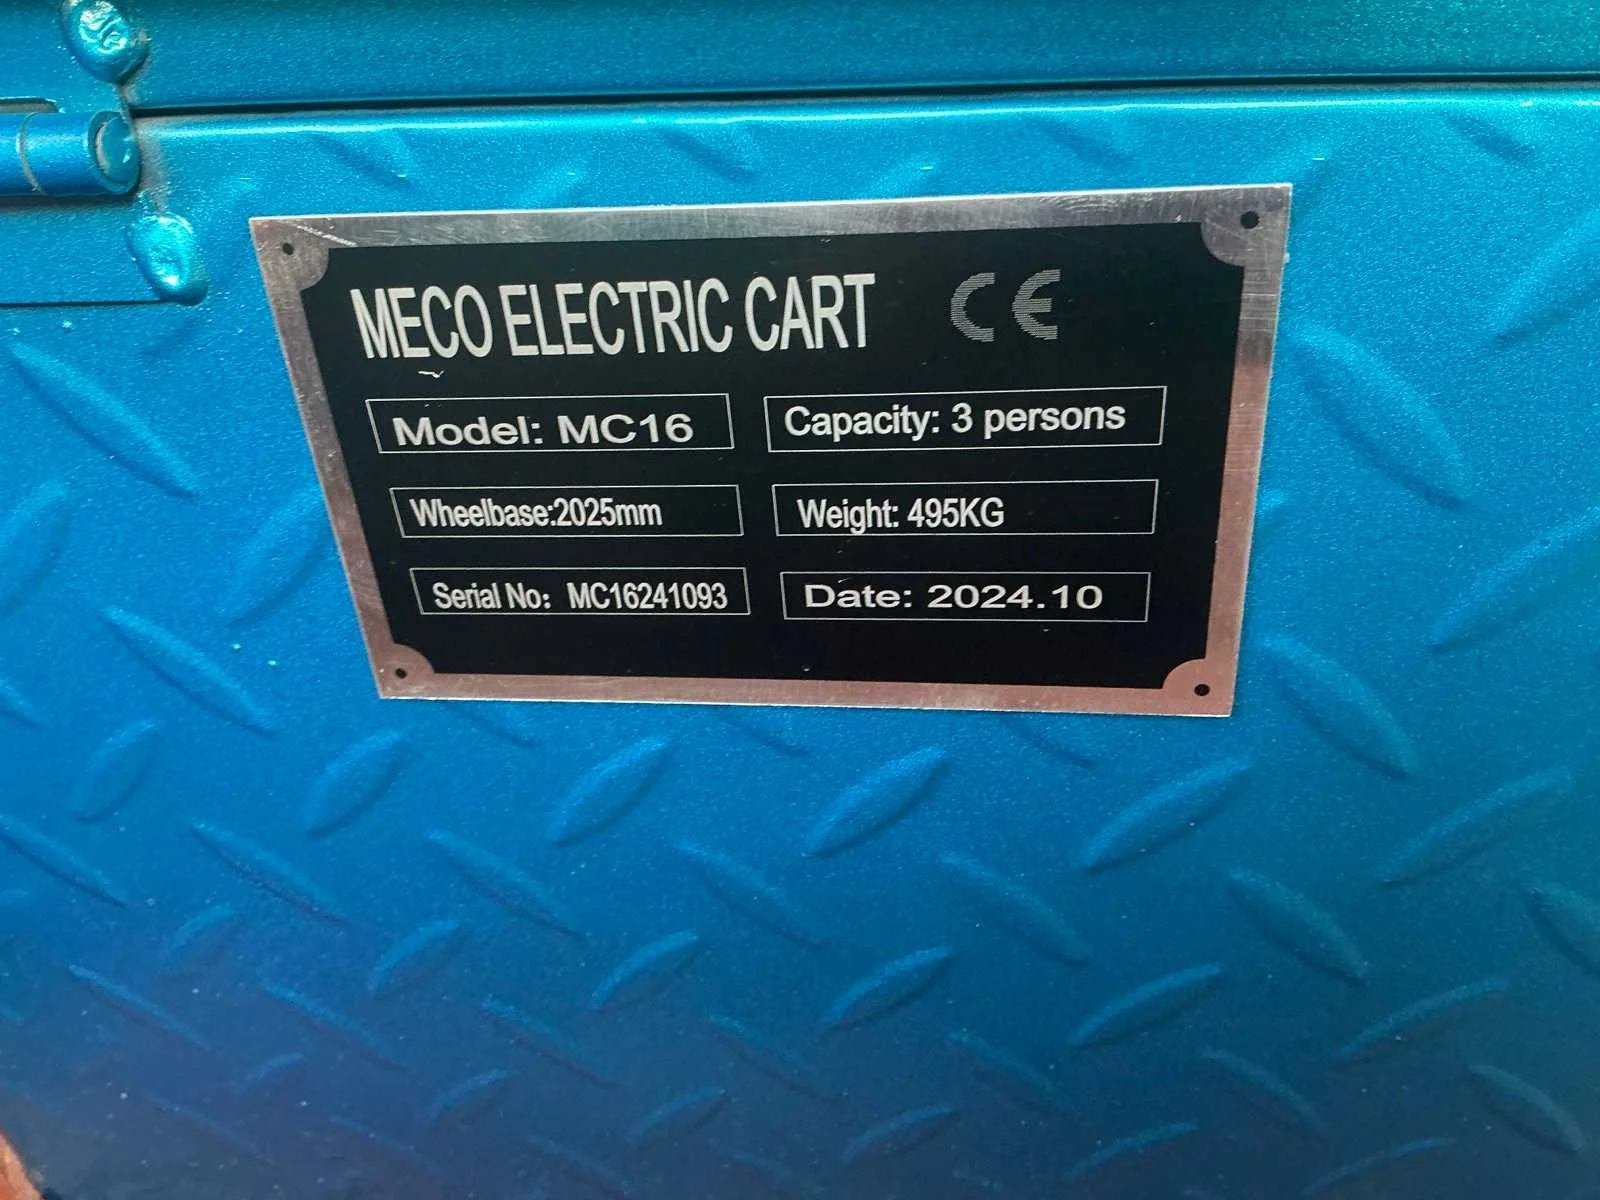 MECO ELECTRIC CART CE
Model: MC16
Capacity: 3 persons
Wheelbase:2025mm
Weight: 495KG
Serial No: MC16241093
Date: 2024.10